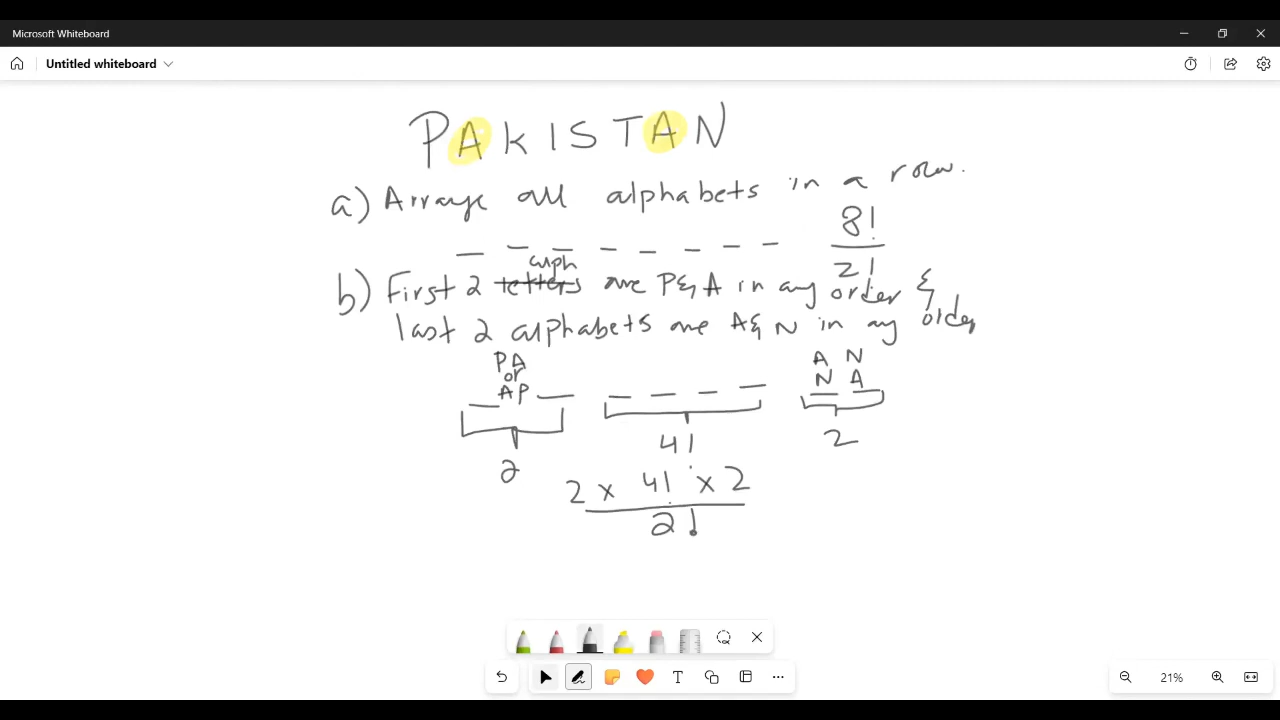 Microsoft Whiteboard
Untitled whiteboard
PAKISTAN
a) Arrange all alphabets in a row.
8!
2!
alph
b) First 2 letters are P & A in any order &
last 2 alphabets are A & N in any order
PA
or
AP
A N
N A
2
4!
2
2 x 4! x 2
2!
21%